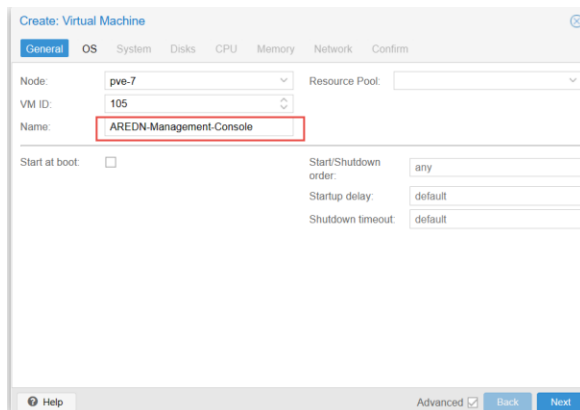 Create: Virtual Machine
General OS System Disks CPU Memory Network Confirm
Node: pve-7 Resource Pool:
VM ID: 105
Name: AREDN-Management-Console
Start at boot: Start/Shutdown order: any
Startup delay: default
Shutdown timeout: default
Help Advanced Back Next